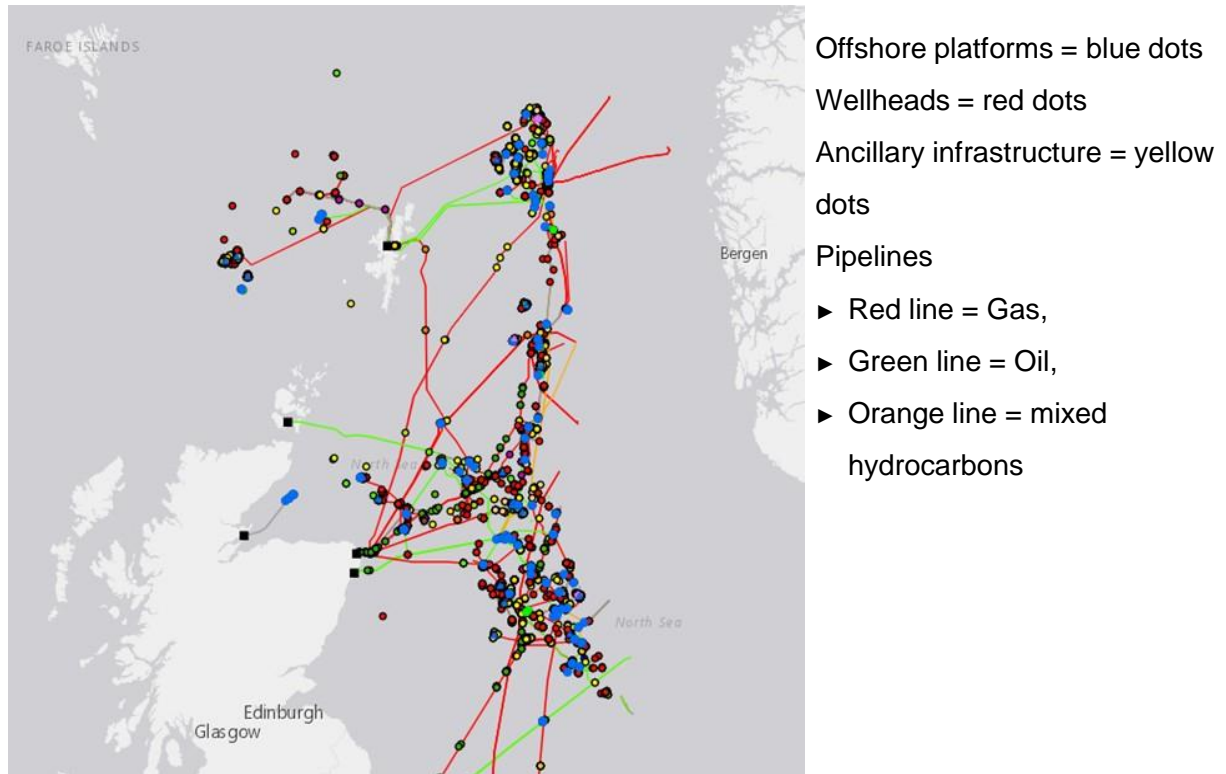 FAROE ISLANDS
Bergen
North Sea
North Sea
Edinburgh
Glasgow
Offshore platforms = blue dots
Wellheads = red dots
Ancillary infrastructure = yellow
dots
Pipelines
► Red line = Gas,
► Green line = Oil,
► Orange line = mixed
hydrocarbons